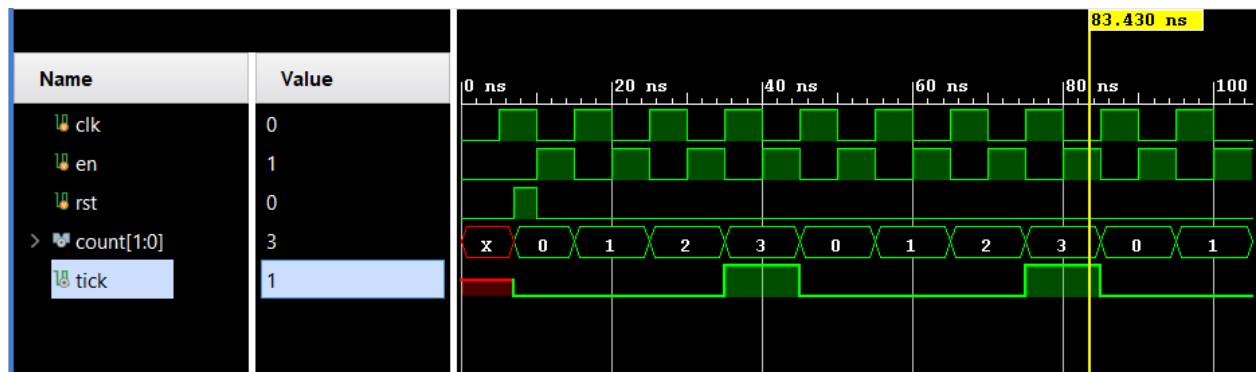 83.430 ns
Name Value
0 ns 20 ns 40 ns 60 ns 80 ns 100
clk 0
en 1
rst 0
count[1:0] 3 X 0 1 2 3 0 1 2 3 0 1
tick 1